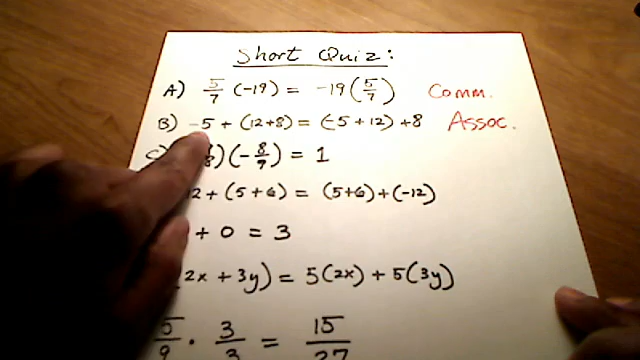 Short Quiz:
A) 5/7 (-19) = -19(5/7) Comm.
B) -5 + (12+8) = (-5+12)+8 Assoc.
)(-8/9) = 1
12 + (5+6) = (5+6)+(-12)
+ 0 = 3
2x + 3y) = 5(2x) + 5(3y)
5/9 · 3/3 = 15/27